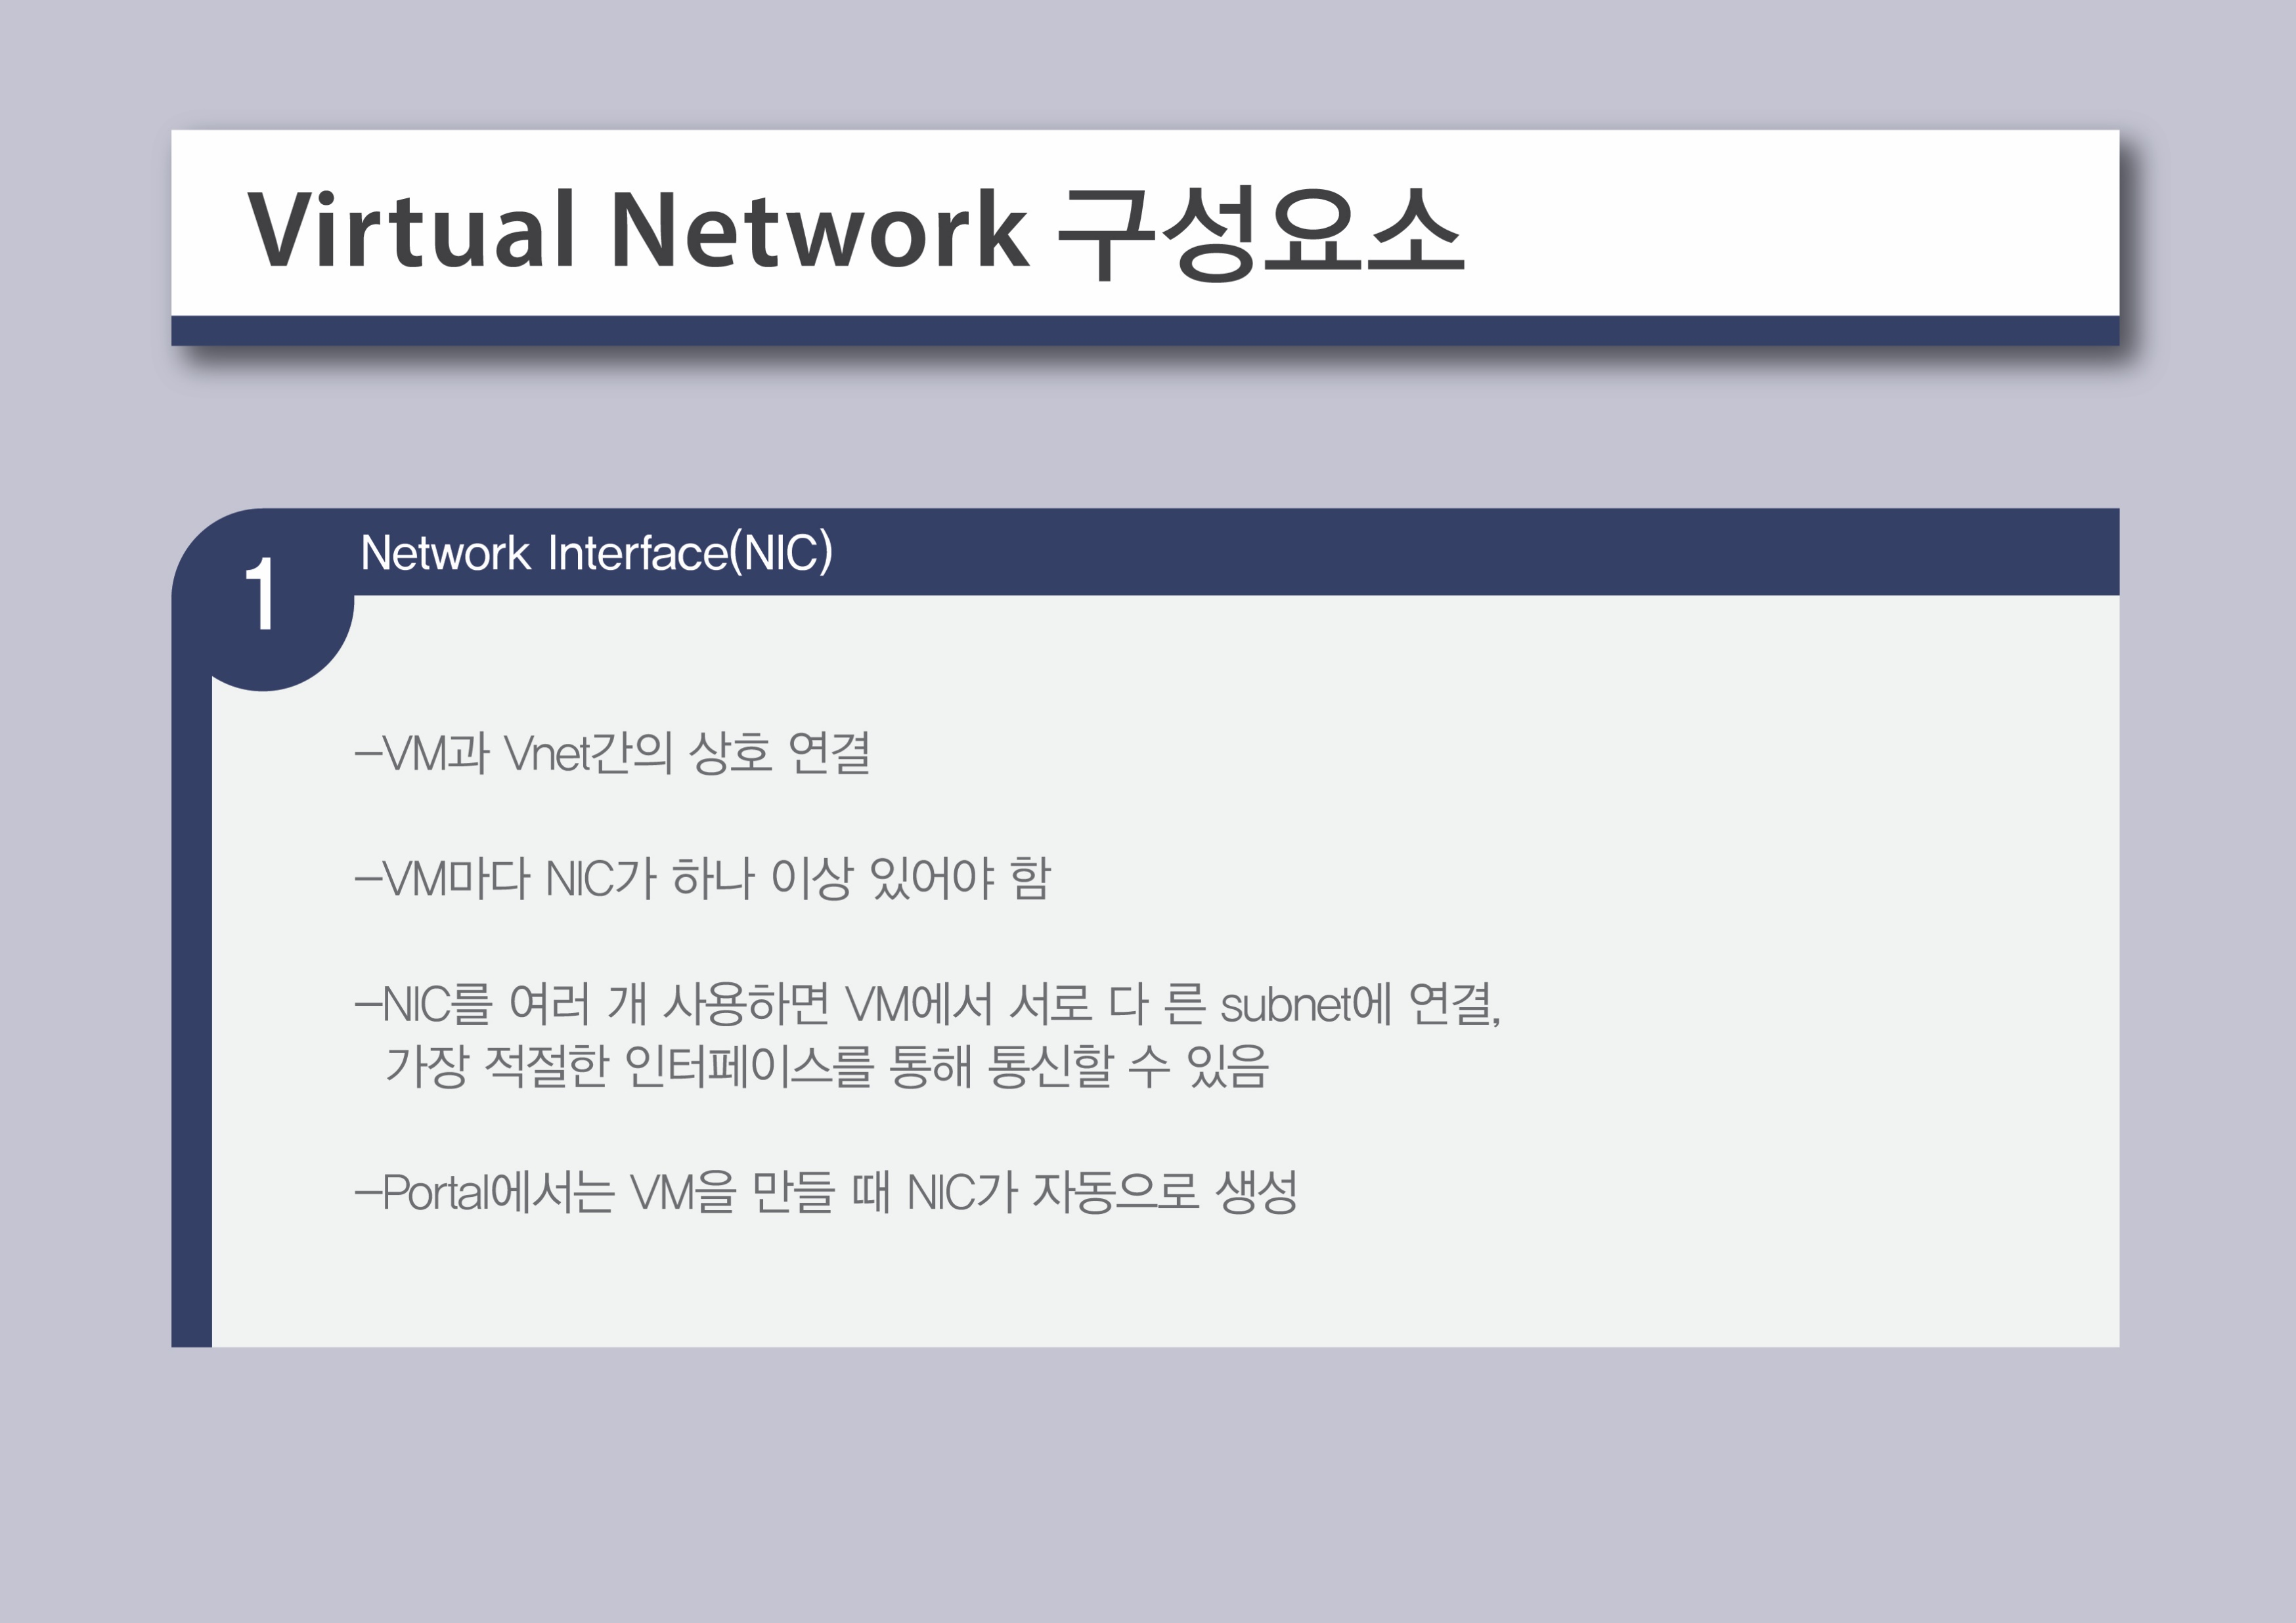 Virtual Network 구성요소
1
Network Interface(NIC)
–VM과 Vnet간의 상호 연결
–VM마다 NIC가 하나 이상 있어야 함
–NIC를 여러 개 사용하면 VM에서 서로 다 른 subnet에 연결,
가장 적절한 인터페이스를 통해 통신할 수 있음
–Portal에서는 VM을 만들 때 NIC가 자동으로 생성